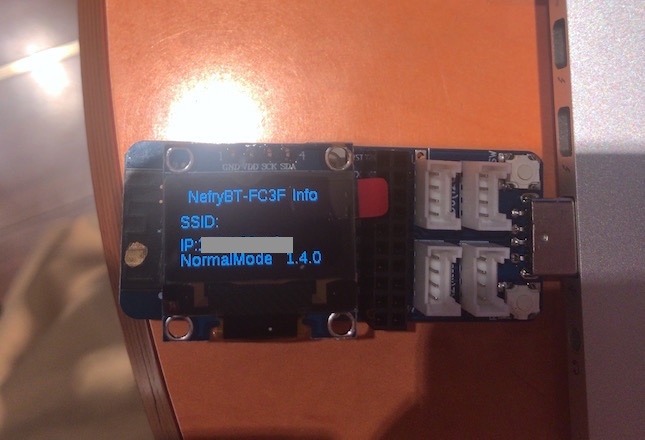 GND VDD SCK SDA
NefryBT-FC3F Info
SSID:
IP:
NormalMode 1.4.0